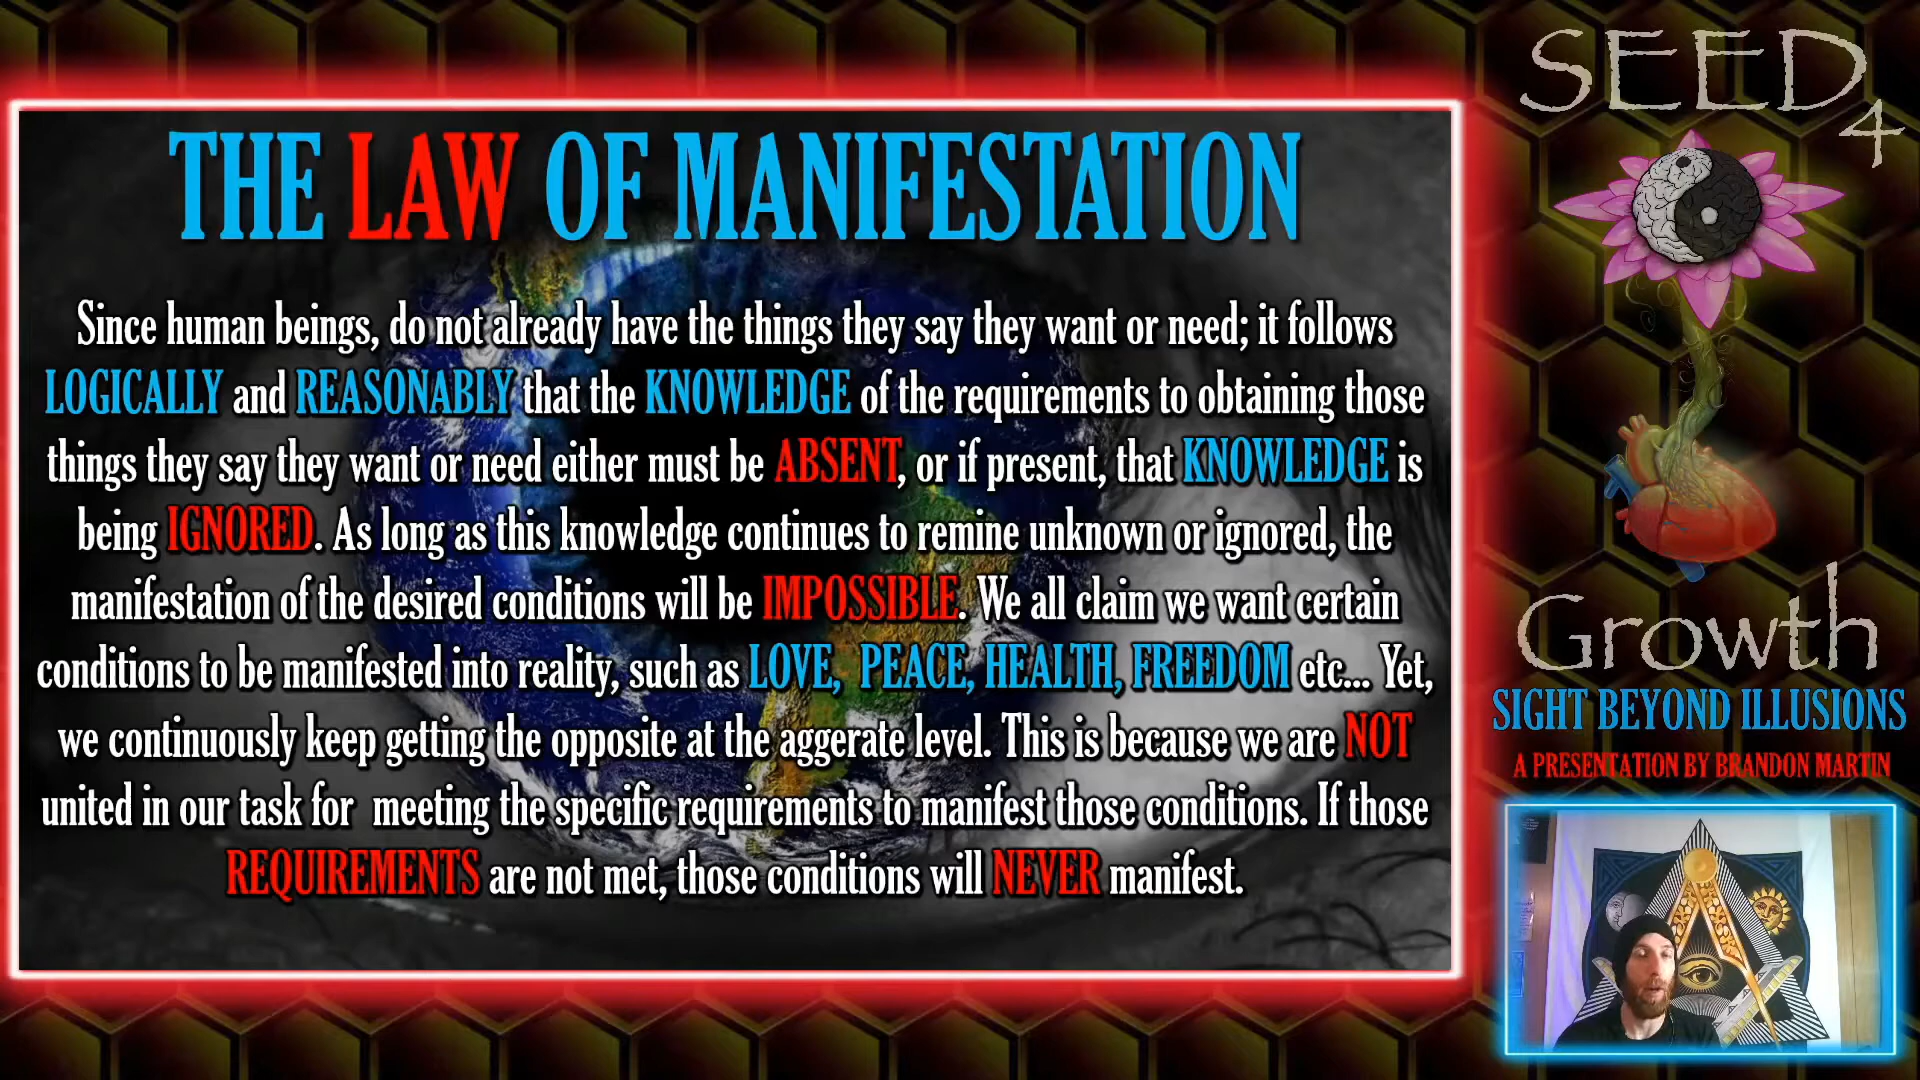 THE LAW OF MANIFESTATION
Since human beings, do not already have the things they say they want or need; it follows
LOGICALLY and REASONABLY that the KNOWLEDGE of the requirements to obtaining those
things they say they want or need either must be ABSENT, or if present, that KNOWLEDGE is
being IGNORED. As long as this knowledge continues to remine unknown or ignored, the
manifestation of the desired conditions will be IMPOSSIBLE. We all claim we want certain
conditions to be manifested into reality, such as LOVE, PEACE, HEALTH, FREEDOM etc... Yet,
we continuously keep getting the opposite at the aggerate level. This is because we are NOT
united in our task for meeting the specific requirements to manifest those conditions. If those
REQUIREMENTS are not met, those conditions will NEVER manifest.
SEED
4
Growth
SIGHT BEYOND ILLUSIONS
A PRESENTATION BY BRANDON MARTIN